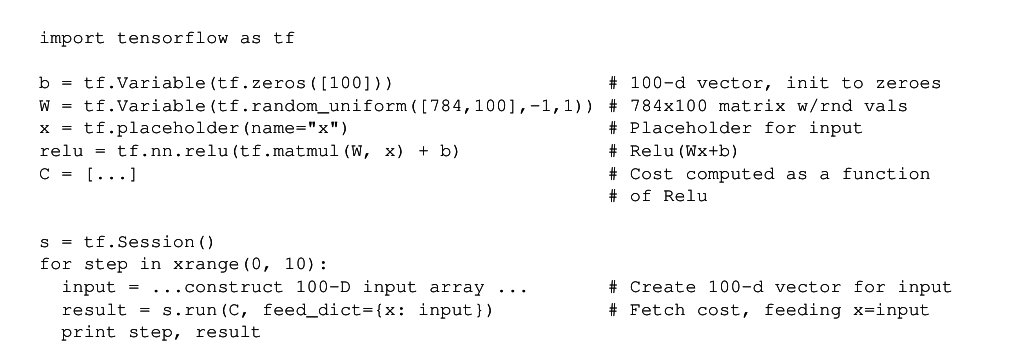 import tensorflow as tf
b = tf.Variable(tf.zeros([100])) # 100-d vector, init to zeroes
W = tf.Variable(tf.random_uniform([784,100],-1,1)) # 784x100 matrix w/rnd vals
x = tf.placeholder(name="x") # Placeholder for input
relu = tf.nn.relu(tf.matmul(W, x) + b) # Relu(Wx+b)
C = [...] # Cost computed as a function
# of Relu
s = tf.Session()
for step in xrange(0, 10):
  input = ...construct 100-D input array ... # Create 100-d vector for input
  result = s.run(C, feed_dict={x: input}) # Fetch cost, feeding x=input
  print step, result